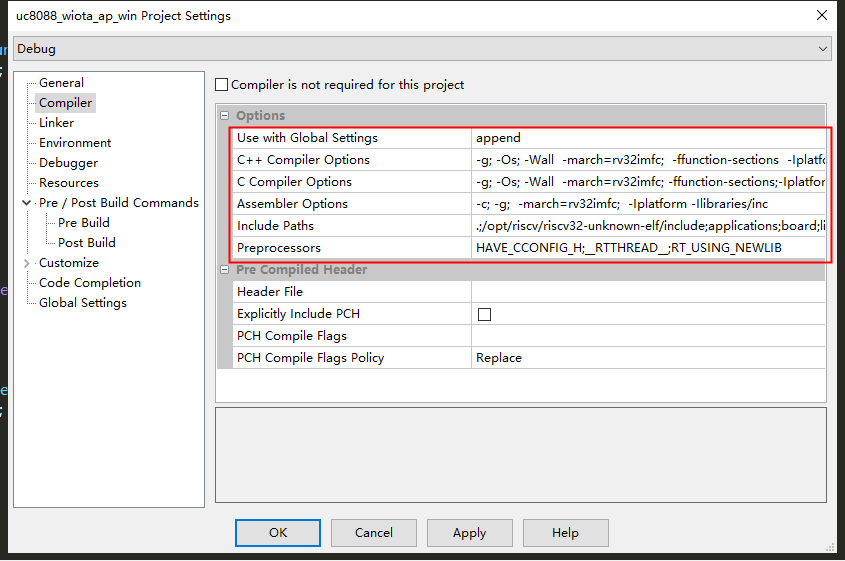 uc8088_wiota_ap_win Project Settings
Debug
General
Compiler
Linker
Environment
Debugger
Resources
Pre / Post Build Commands
Pre Build
Post Build
Customize
Code Completion
Global Settings
Compiler is not required for this project
Options
Use with Global Settings append
C++ Compiler Options -g; -Os; -Wall -march=rv32imfc; -ffunction-sections -Iplatfo
C Compiler Options -g; -Os; -Wall -march=rv32imfc; -ffunction-sections;-Iplatfor
Assembler Options -c; -g; -march=rv32imfc; -Iplatform -Ilibraries/inc
Include Paths .;/opt/riscv/riscv32-unknown-elf/include;applications;board;li
Preprocessors HAVE_CCONFIG_H;__RTTHREAD__;RT_USING_NEWLIB
Pre Compiled Header
Header File
Explicitly Include PCH
PCH Compile Flags
PCH Compile Flags Policy Replace
OK Cancel Apply Help